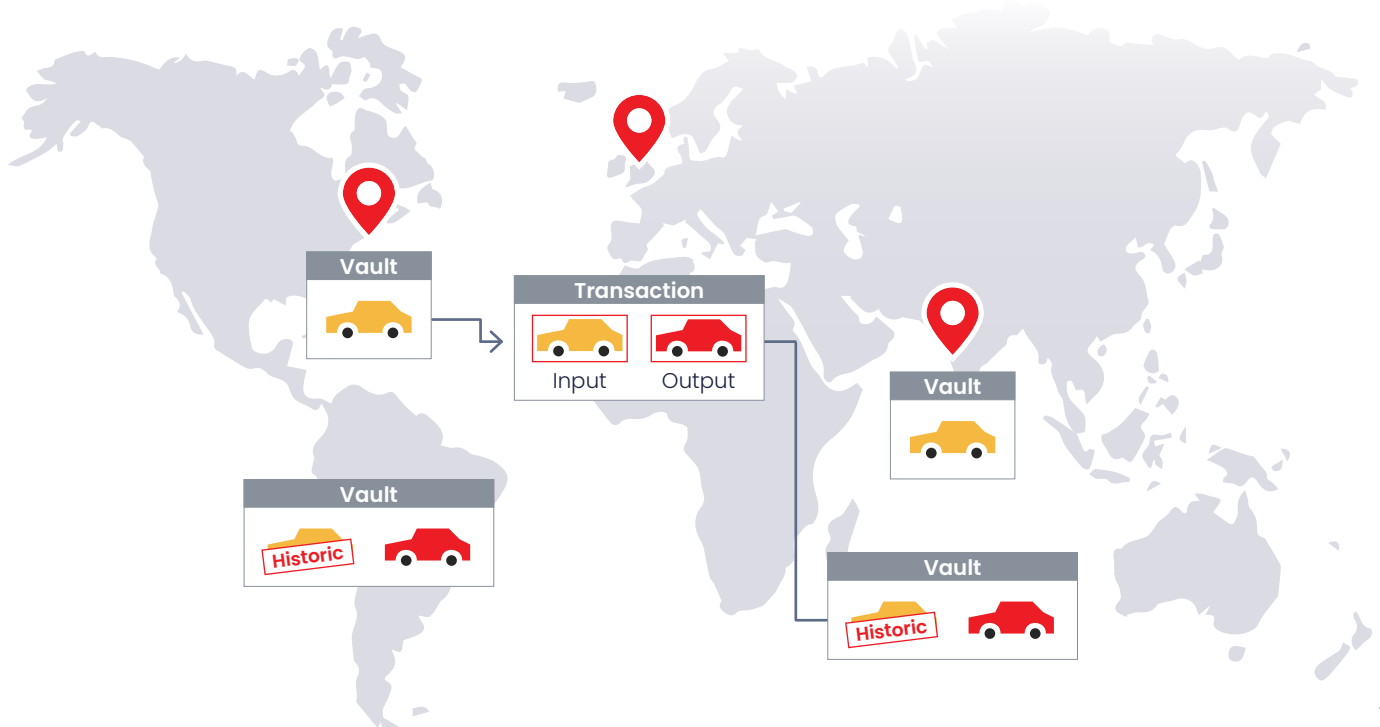 Vault
Transaction
Input Output
Vault
Vault
Historic
Vault
Historic